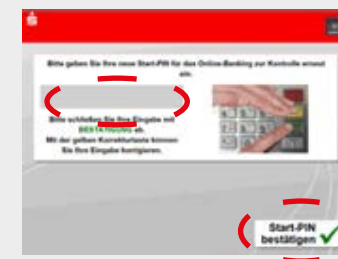 Bitte geben Sie Ihre neue Start-PIN für das Online-Banking zur Kontrolle erneut
ein.
Bitte schließen Sie Ihre Eingabe mit
BESTÄTIGUNG ab.
Mit der gelben Korrekturtaste können
Sie Ihre Eingabe korrigieren.
Start-PIN
bestätigen